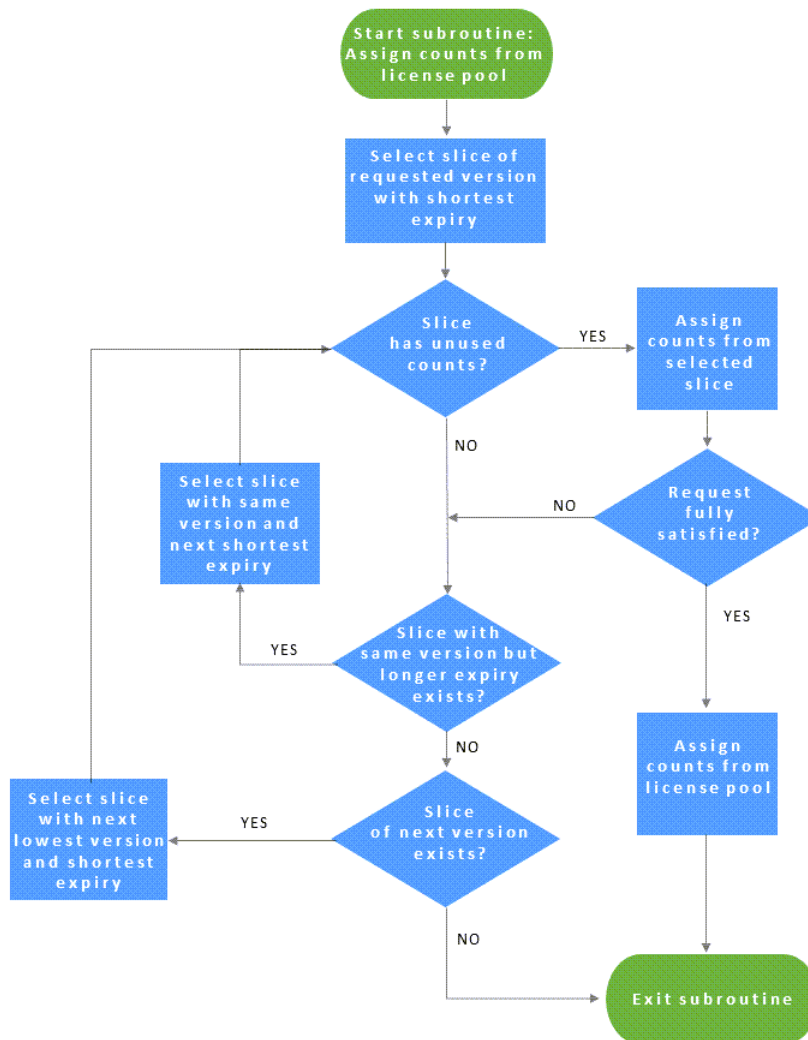 Start subroutine:
Assign counts from
license pool
Select slice of
requested version
with shortest
expiry
Slice
has unused
counts?
YES
Assign
counts from
selected
slice
NO
Select slice
with same
version and
next shortest
expiry
NO
Request
fully
satisfied?
YES
Slice with
same version but
longer expiry
exists?
YES
NO
Assign
counts from
license pool
Select slice
with next
lowest version
and shortest
expiry
YES
Slice
of next version
exists?
NO
Exit subroutine